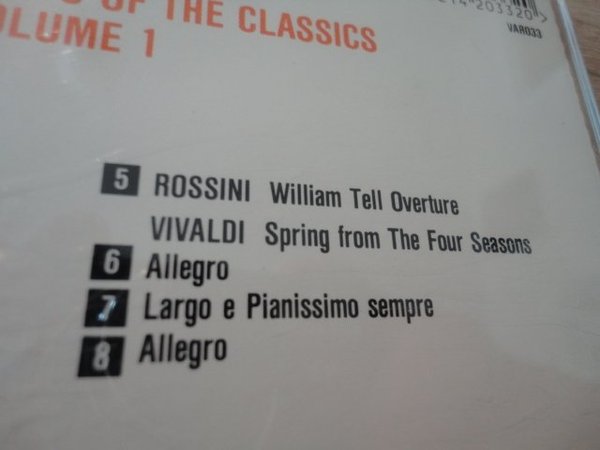 OF THE CLASSICS
VOLUME 1
VAR033
5 ROSSINI William Tell Overture
VIVALDI Spring from The Four Seasons
6 Allegro
7 Largo e Pianissimo sempre
8 Allegro